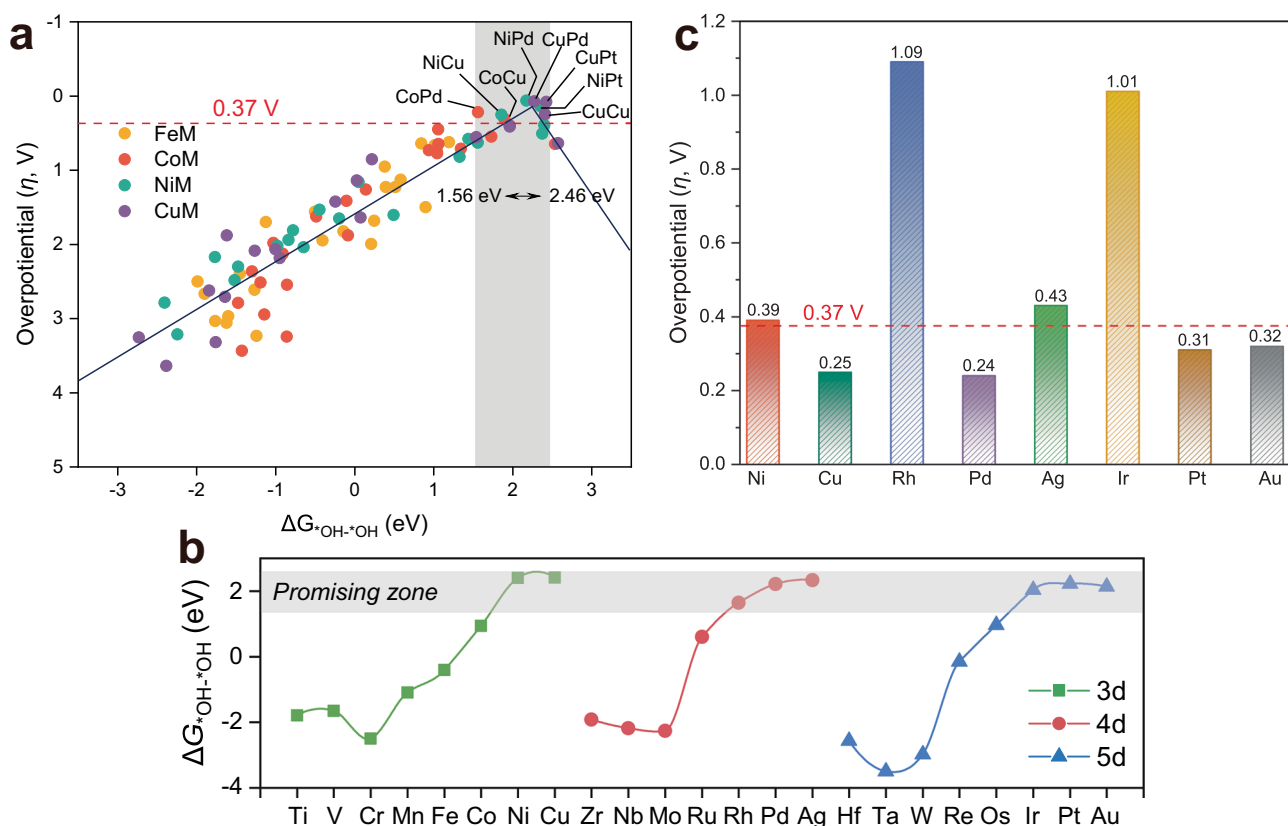 a
-1
0
1
2
3
4
5
Overpotential (η, V)
0.37 V
FeM
CoM
NiM
CuM
CoPd
NiCu
CoCu
NiPd
CuPd
CuPt
NiPt
CuCu
1.56 eV
2.46 eV
-3 -2 -1 0 1 2 3
ΔG*OH-*OH (eV)
c
1.2
1.0
0.8
0.6
0.4
0.2
0.0
Overpotential (η, V)
0.37 V
0.39 0.25 1.09 0.24 0.43 1.01 0.31 0.32
Ni Cu Rh Pd Ag Ir Pt Au
b
2
0
-2
-4
ΔG*OH-*OH (eV)
Promising zone
3d
4d
5d
Ti V Cr Mn Fe Co Ni Cu Zr Nb Mo Ru Rh Pd Ag Hf Ta W Re Os Ir Pt Au